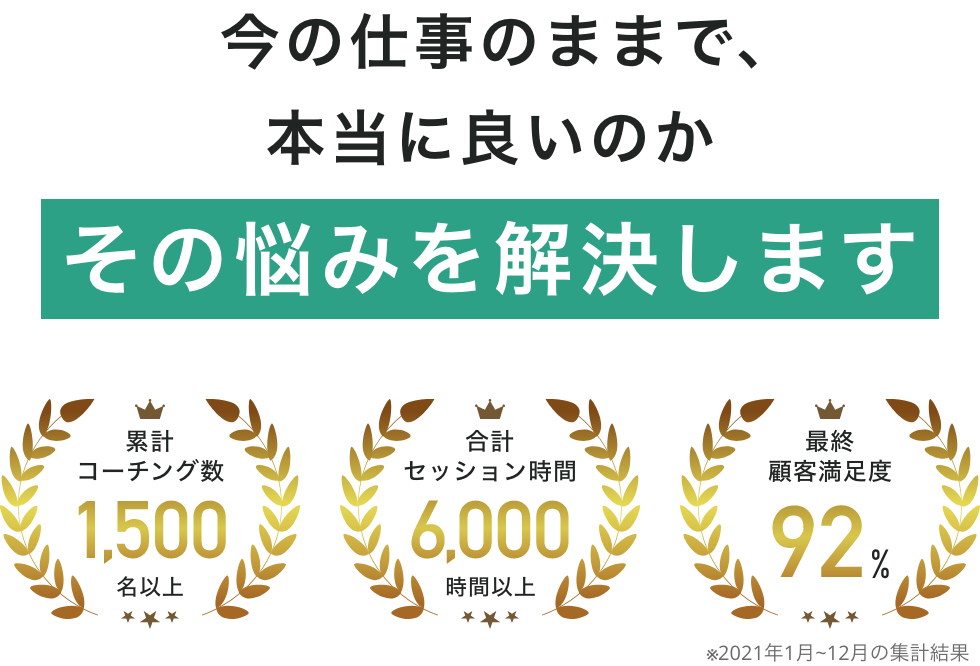 今の仕事のままで、
本当に良いのか
その悩みを解決します
累計
コーチング数
1,500
名以上
合計
セッション時間
6,000
時間以上
最終
顧客満足度
92%
※2021年1月~12月の集計結果